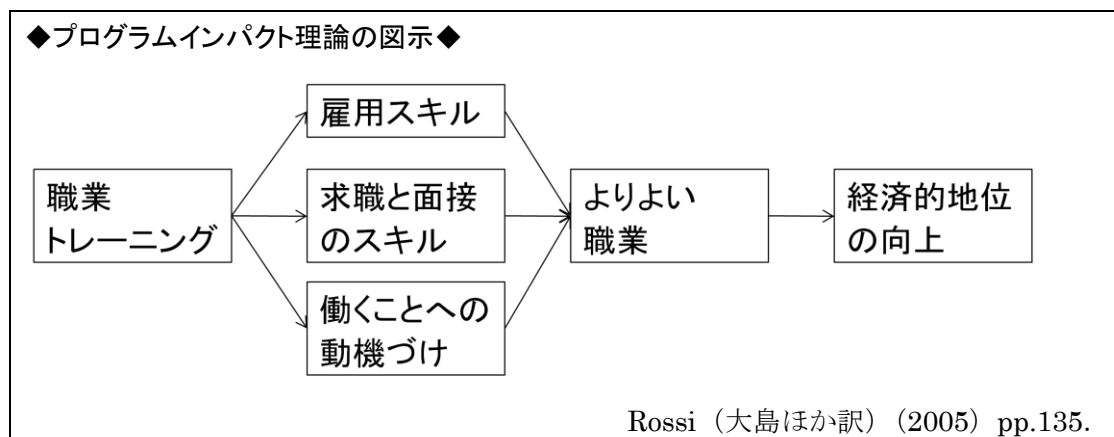 ◆プログラムインパクト理論の図示◆
職業
トレーニング
雇用スキル
求職と面接
のスキル
働くことへの
動機づけ
よりよい
職業
経済的地位
の向上
Rossi（大島ほか訳）(2005) pp.135.